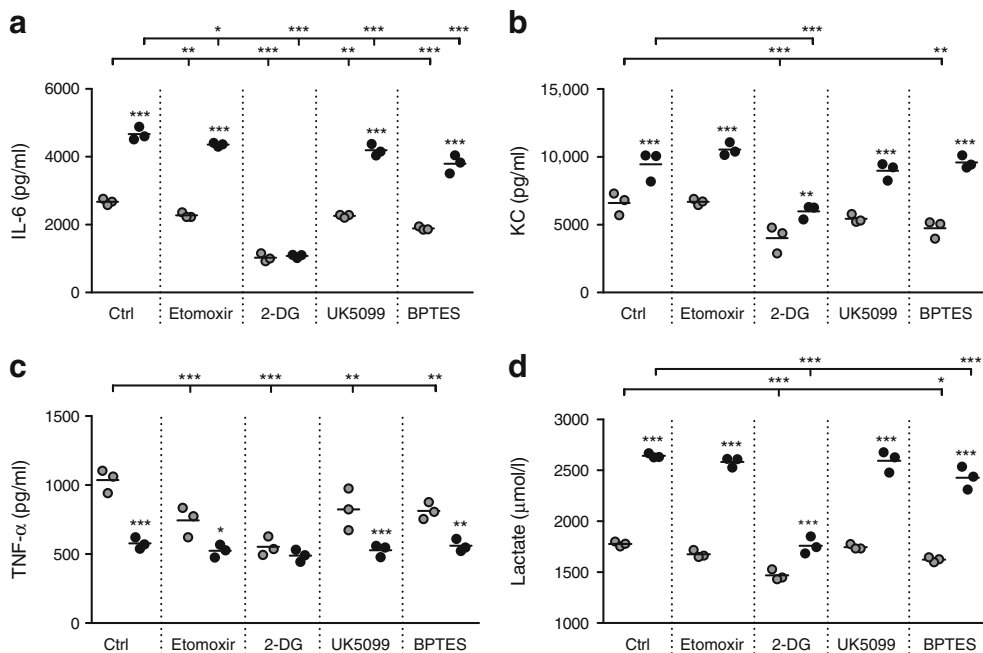 a
* *** *** ***
** *** ** ***
6000
4000
2000
0
IL-6 (pg/ml)
*** *** *** ***
Ctrl Etomoxir 2-DG UK5099 BPTES
b
***
*** **
15,000
10,000
5000
0
KC (pg/ml)
*** *** ** *** ***
Ctrl Etomoxir 2-DG UK5099 BPTES
c
*** *** ** **
1500
1000
500
0
TNF-α (pg/ml)
*** * *** **
Ctrl Etomoxir 2-DG UK5099 BPTES
d
*** ***
*** *
3000
2500
2000
1500
1000
Lactate (μmol/l)
*** *** *** *** ***
Ctrl Etomoxir 2-DG UK5099 BPTES